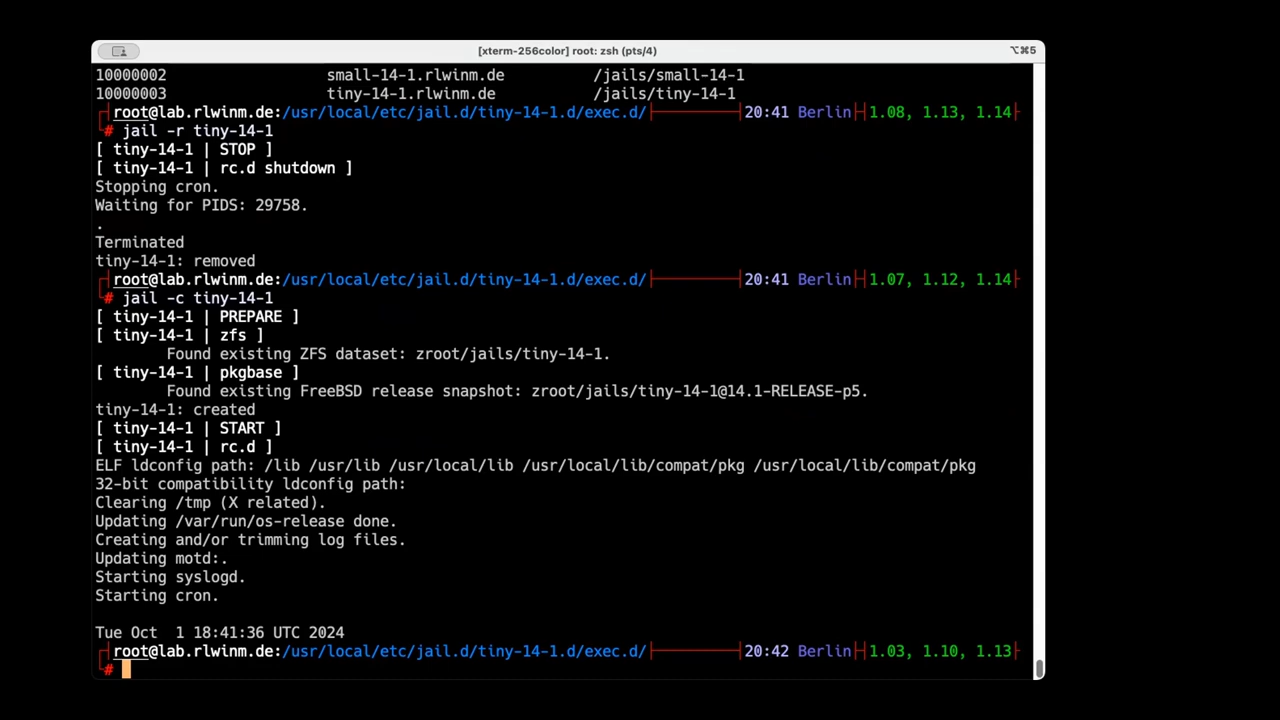 [xterm-256color] root: zsh (pts/4)
⌥⌘5
10000002 small-14-1.rlwinm.de /jails/small-14-1
10000003 tiny-14-1.rlwinm.de /jails/tiny-14-1
root@lab.rlwinm.de:/usr/local/etc/jail.d/tiny-14-1.d/exec.d/ 20:41 Berlin 1.08, 1.13, 1.14
# jail -r tiny-14-1
[ tiny-14-1 | STOP ]
[ tiny-14-1 | rc.d shutdown ]
Stopping cron.
Waiting for PIDS: 29758.
.
Terminated
tiny-14-1: removed
root@lab.rlwinm.de:/usr/local/etc/jail.d/tiny-14-1.d/exec.d/ 20:41 Berlin 1.07, 1.12, 1.14
# jail -c tiny-14-1
[ tiny-14-1 | PREPARE ]
[ tiny-14-1 | zfs ]
Found existing ZFS dataset: zroot/jails/tiny-14-1.
[ tiny-14-1 | pkgbase ]
Found existing FreeBSD release snapshot: zroot/jails/tiny-14-1@14.1-RELEASE-p5.
tiny-14-1: created
[ tiny-14-1 | START ]
[ tiny-14-1 | rc.d ]
ELF ldconfig path: /lib /usr/lib /usr/local/lib /usr/local/lib/compat/pkg /usr/local/lib/compat/pkg
32-bit compatibility ldconfig path:
Clearing /tmp (X related).
Updating /var/run/os-release done.
Creating and/or trimming log files.
Updating motd:.
Starting syslogd.
Starting cron.
Tue Oct  1 18:41:36 UTC 2024
root@lab.rlwinm.de:/usr/local/etc/jail.d/tiny-14-1.d/exec.d/ 20:42 Berlin 1.03, 1.10, 1.13
#